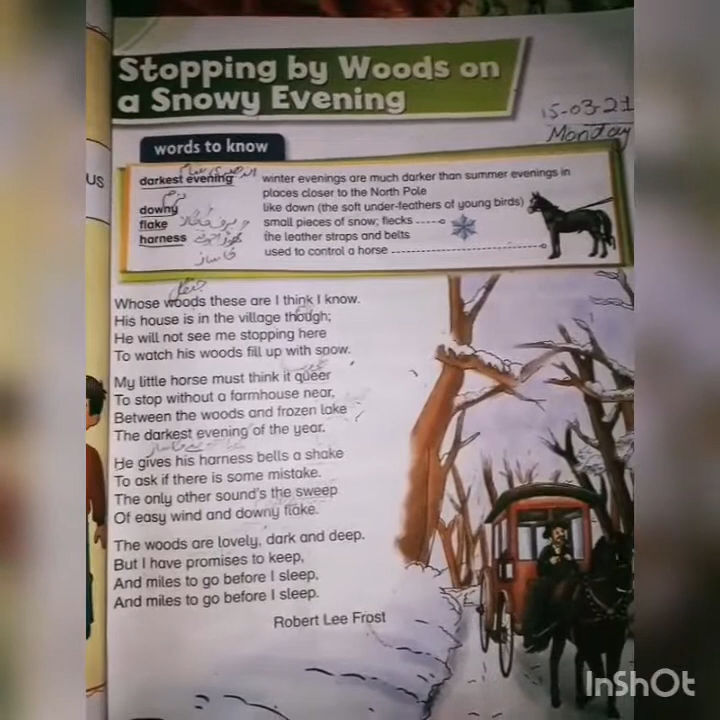 Stopping by Woods on
a Snowy Evening
15-03-21
Monday
words to know
US
اندھیری شام
darkest evening winter evenings are much darker than summer evenings in
places closer to the North Pole
نرم
downy like down (the soft under-feathers of young birds)
flake small pieces of snow; flecks
harness the leather straps and belts
used to control a horse
جنگل
Whose woods these are I think I know.
His house is in the village though;
He will not see me stopping here
To watch his woods fill up with snow.
My little horse must think it queer
To stop without a farmhouse near,
Between the woods and frozen lake
The darkest evening of the year.
He gives his harness bells a shake
To ask if there is some mistake.
The only other sound's the sweep
Of easy wind and downy flake.
The woods are lovely, dark and deep.
But I have promises to keep,
And miles to go before I sleep,
And miles to go before I sleep.
Robert Lee Frost
InShOt